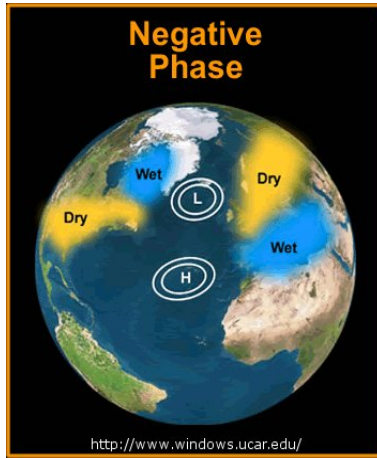 Negative
Phase
Wet
Dry
L
Dry
Wet
H
http://www.windows.ucar.edu/